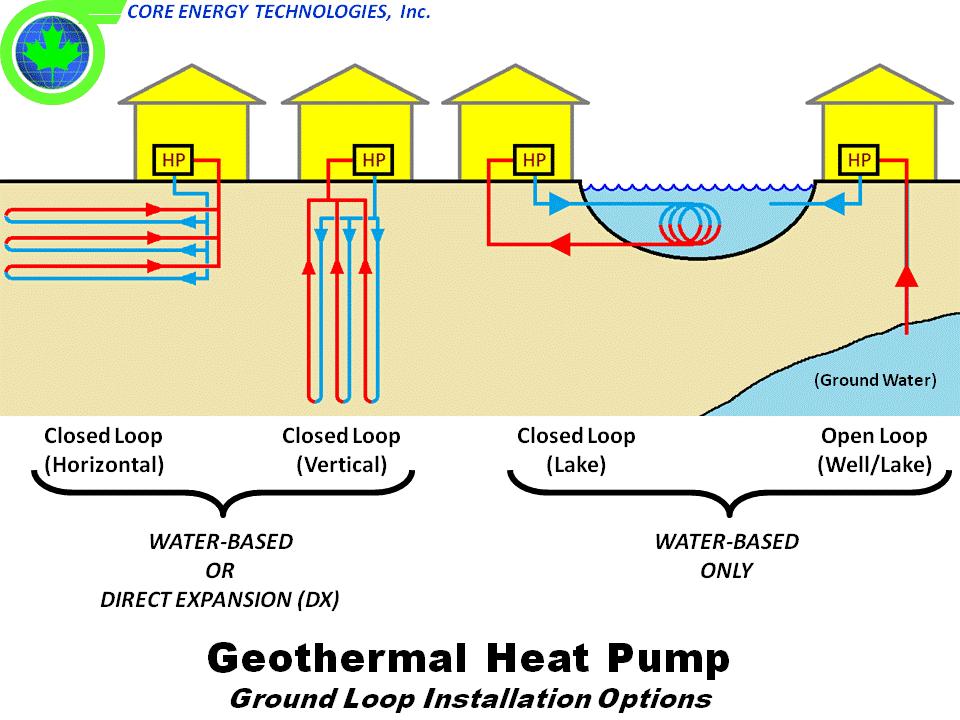 CORE ENERGY TECHNOLOGIES, Inc.
HP
HP
HP
HP
(Ground Water)
Closed Loop
(Horizontal)
Closed Loop
(Vertical)
Closed Loop
(Lake)
Open Loop
(Well/Lake)
WATER-BASED
OR
DIRECT EXPANSION (DX)
WATER-BASED
ONLY
Geothermal Heat Pump
Ground Loop Installation Options